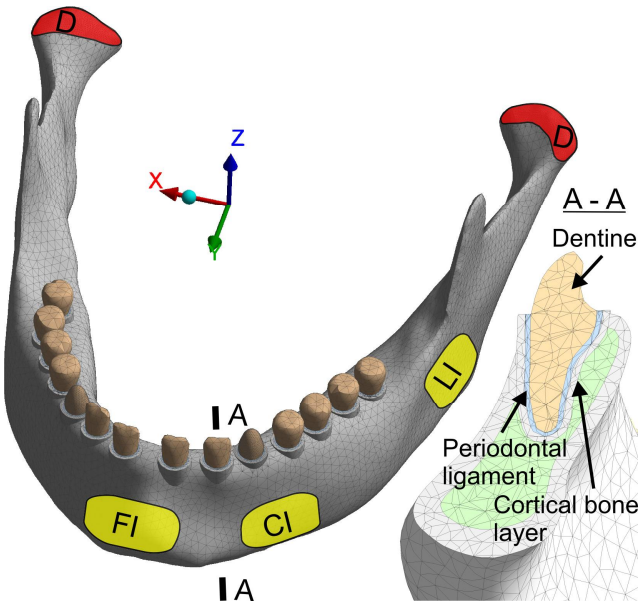 D
Z
X
Y
D
A - A
Dentine
LI
A
Periodontal
ligament
Cortical bone
layer
FI
CI
A